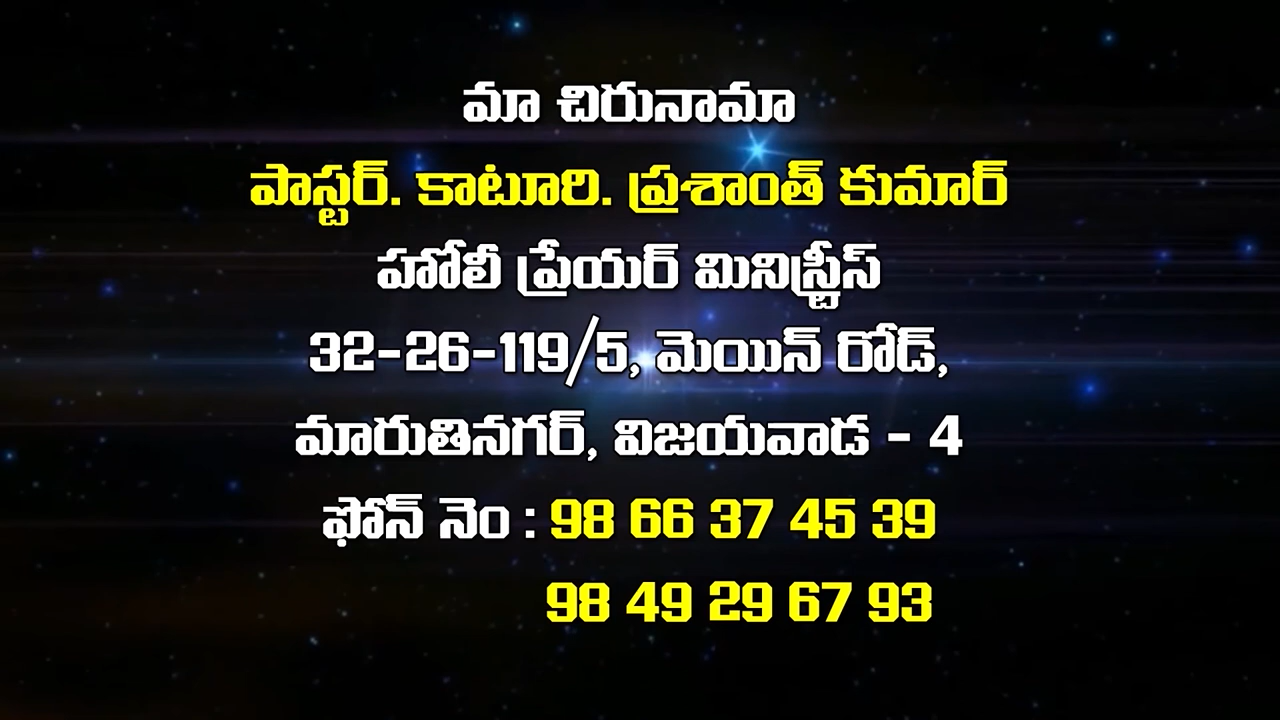 మా చిరునామా
పాస్టర్. కాటూరి. ప్రశాంత్ కుమార్
హోలీ ప్రేయర్ మినిస్ట్రీస్
32-26-119/5, మెయిన్ రోడ్,
మారుతినగర్, విజయవాడ - 4
ఫోన్ నెం : 98 66 37 45 39
98 49 29 67 93